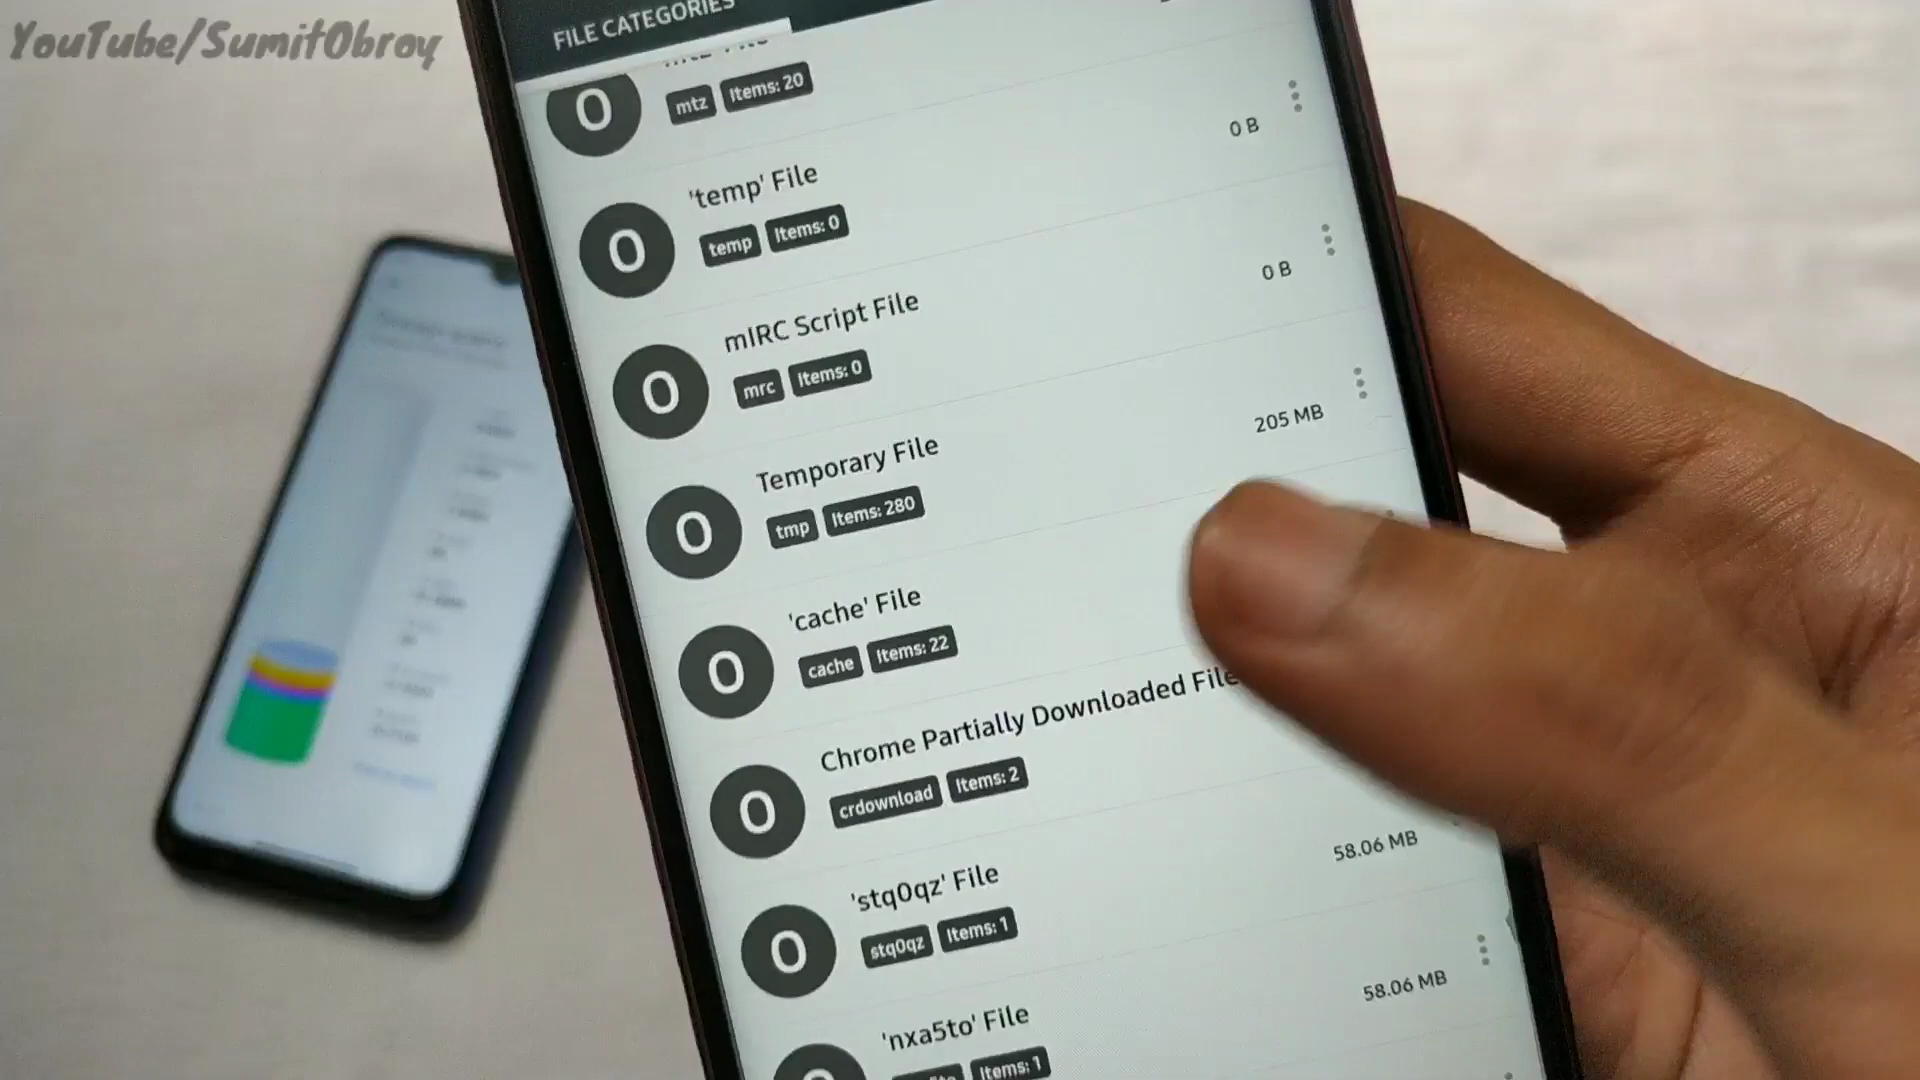 YouTube/SumitObroy
FILE CATEGORIES
O
mtz Items: 20
0 B
'temp' File
O
temp Items: 0
0 B
mIRC Script File
O
mrc Items: 0
205 MB
Temporary File
O
tmp Items: 280
'cache' File
O
cache Items: 22
Chrome Partially Downloaded File
O
crdownload Items: 2
58.06 MB
'stq0qz' File
O
stq0qz Items: 1
58.06 MB
'nxa5to' File
Items: 1